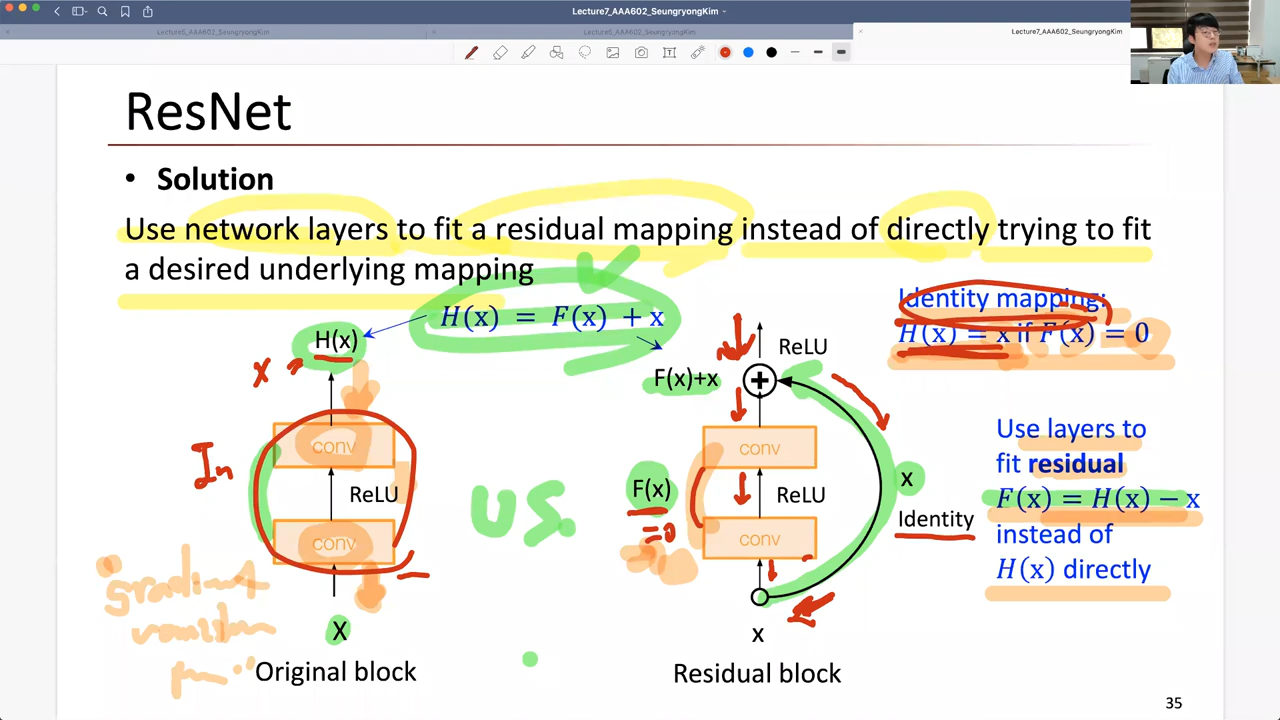 Lecture7_AAA602_SeungryongKim
Lecture5_AAA602_SeungryongKim
Lecture6_AAA602_SeungryongKim
Lecture7_AAA602_SeungryongKim
ResNet
• Solution
Use network layers to fit a residual mapping instead of directly trying to fit
a desired underlying mapping
H(x) = F(x) + x
Identity mapping:
H(x) = x if F(x) = 0
H(x)
x
conv
ReLU
conv
X
Original block
gradient
us.
ReLU
F(x)+x
conv
F(x)
=0
ReLU
conv
x
Identity
x
Residual block
Use layers to
fit residual
F(x) = H(x) − x
instead of
H(x) directly
35